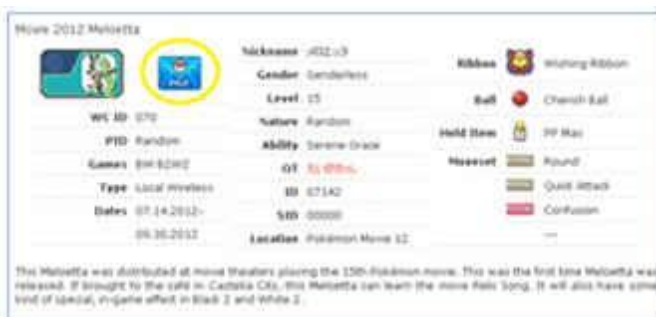 Movie 2012 Meloetta
Nickname
Gender Genderless
Level 15
WC ID 070
Nature Random
PID Random
Ability Serene Grace
Games BW B2W2
OT
Type Local Wireless
ID 07142
Dates 07.14.2012-
09.30.2012
SID 00000
Location Pokémon Movie 12
Ribbon Wishing Ribbon
Ball Cherish Ball
Held Item PP Max
Moveset Round
Quick Attack
Confusion
---
This Meloetta was distributed at movie theaters playing the 15th Pokémon movie. This was the first time Meloetta was
released. If brought to the café in Castelia City, this Meloetta can learn the move Relic Song. It will also have some
kind of special, in-game effect in Black 2 and White 2.